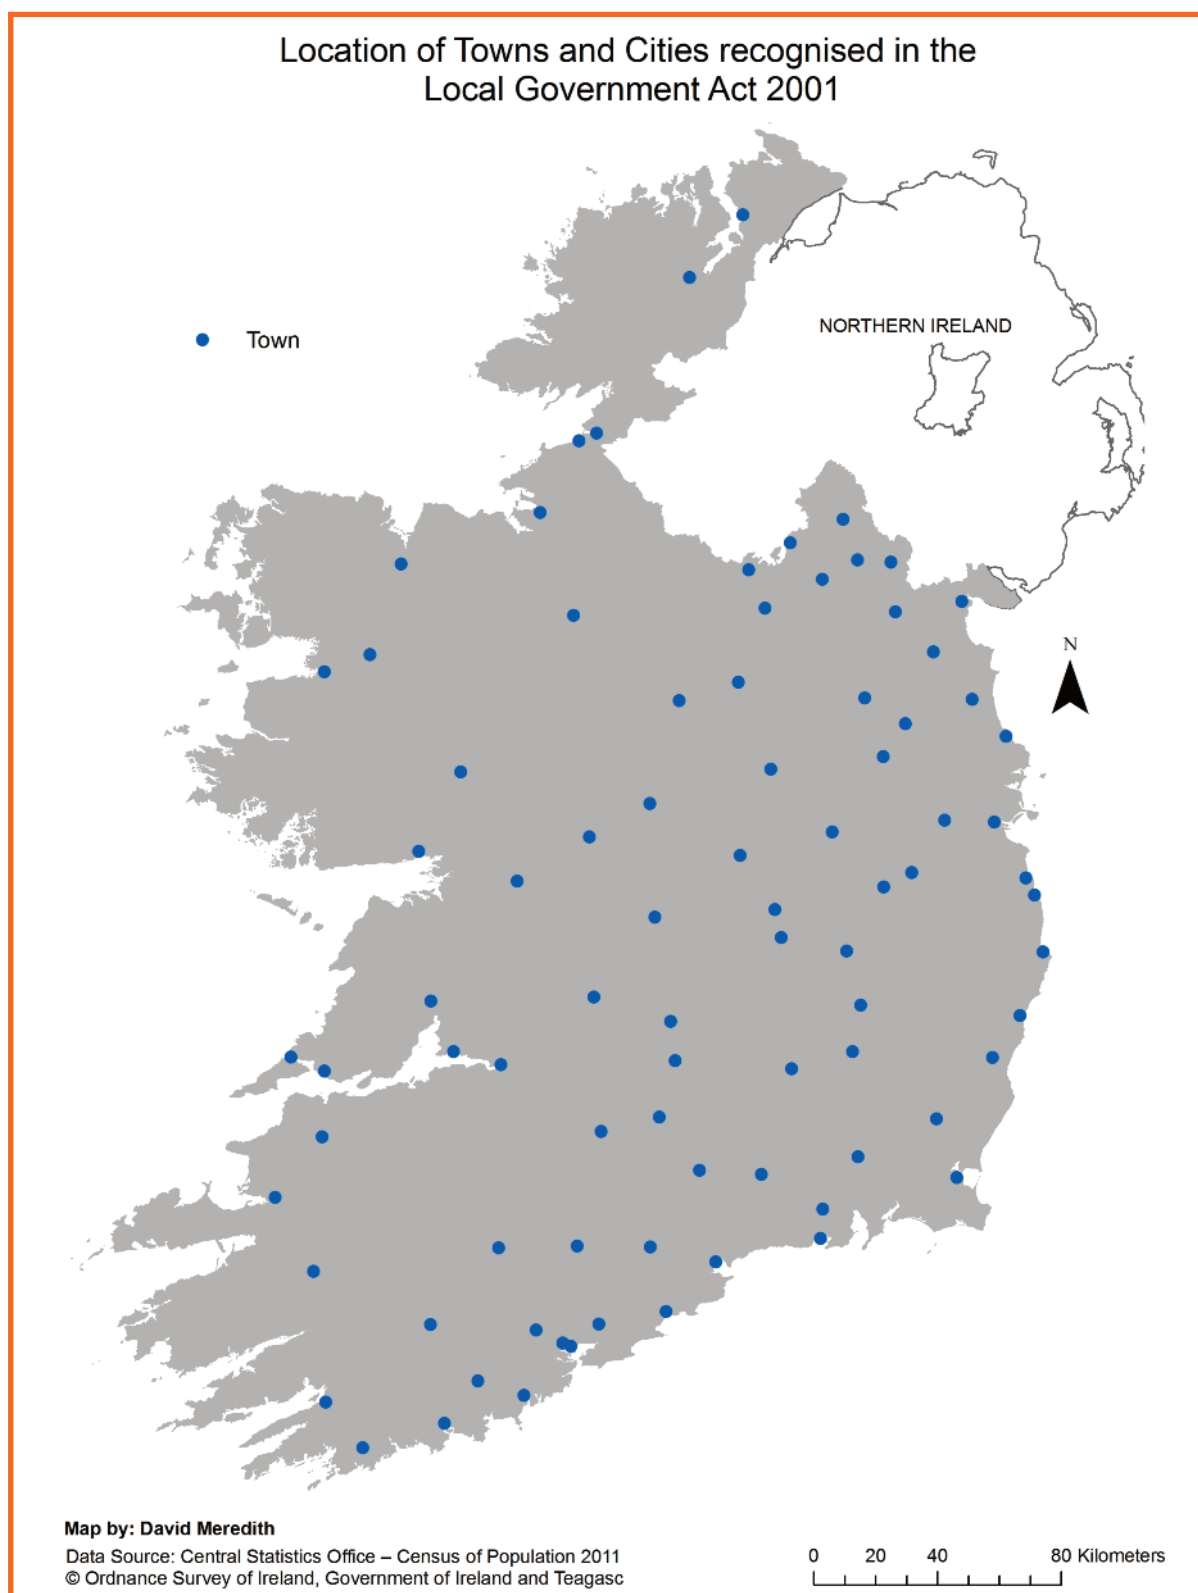 Location of Towns and Cities recognised in the
Local Government Act 2001
NORTHERN IRELAND
Town
N
Map by: David Meredith
Data Source: Central Statistics Office – Census of Population 2011
© Ordnance Survey of Ireland, Government of Ireland and Teagasc
0 20 40 80 Kilometers